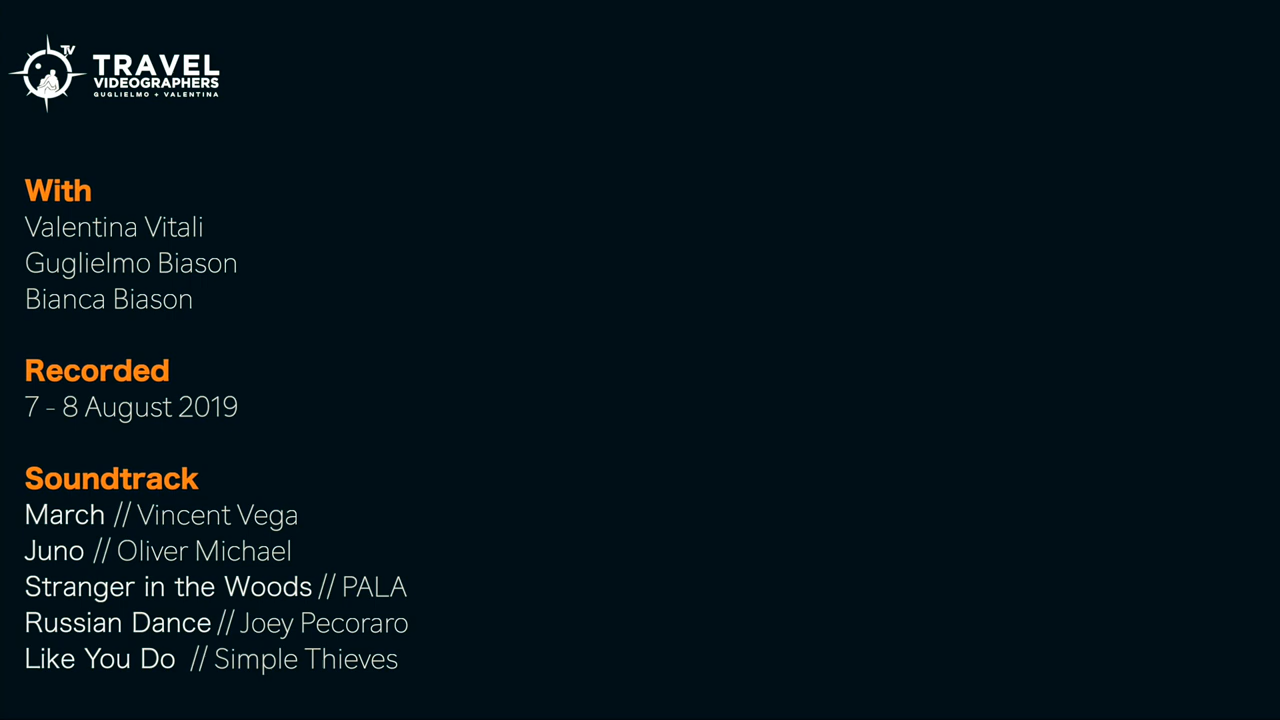 TV
TRAVEL
VIDEOGRAPHERS
GUGLIELMO + VALENTINA
With
Valentina Vitali
Guglielmo Biason
Bianca Biason
Recorded
7 - 8 August 2019
Soundtrack
March // Vincent Vega
Juno // Oliver Michael
Stranger in the Woods // PALA
Russian Dance // Joey Pecoraro
Like You Do // Simple Thieves